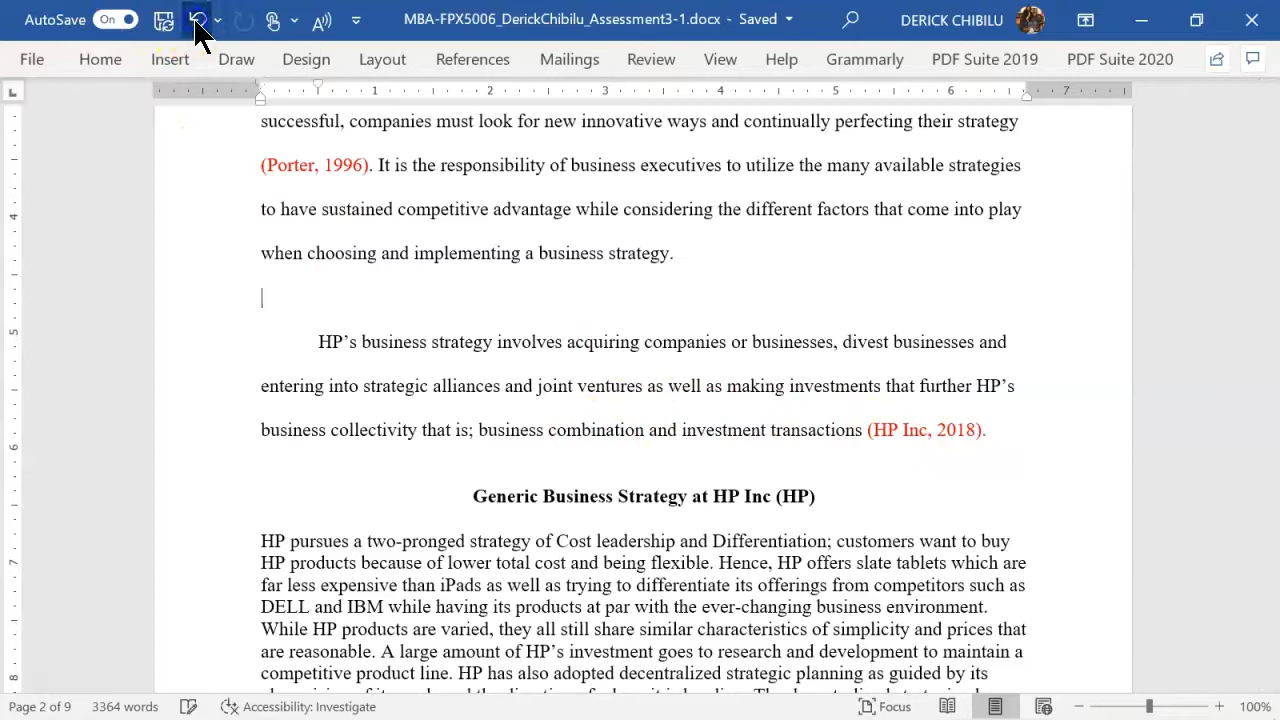 AutoSave On MBA-FPX5006_DerickChibilu_Assessment3-1.docx - Saved DERICK CHIBILU
File Home Insert Draw Design Layout References Mailings Review View Help Grammarly PDF Suite 2019 PDF Suite 2020
1 2 3 4 5 6 7
successful, companies must look for new innovative ways and continually perfecting their strategy
(Porter, 1996). It is the responsibility of business executives to utilize the many available strategies
to have sustained competitive advantage while considering the different factors that come into play
when choosing and implementing a business strategy.
HP’s business strategy involves acquiring companies or businesses, divest businesses and
entering into strategic alliances and joint ventures as well as making investments that further HP’s
business collectivity that is; business combination and investment transactions (HP Inc, 2018).
Generic Business Strategy at HP Inc (HP)
HP pursues a two-pronged strategy of Cost leadership and Differentiation; customers want to buy
HP products because of lower total cost and being flexible. Hence, HP offers slate tablets which are
far less expensive than iPads as well as trying to differentiate its offerings from competitors such as
DELL and IBM while having its products at par with the ever-changing business environment.
While HP products are varied, they all still share similar characteristics of simplicity and prices that
are reasonable. A large amount of HP’s investment goes to research and development to maintain a
competitive product line. HP has also adopted decentralized strategic planning as guided by its
4
5
6
7
8
Page 2 of 9 3364 words Accessibility: Investigate Focus 100%